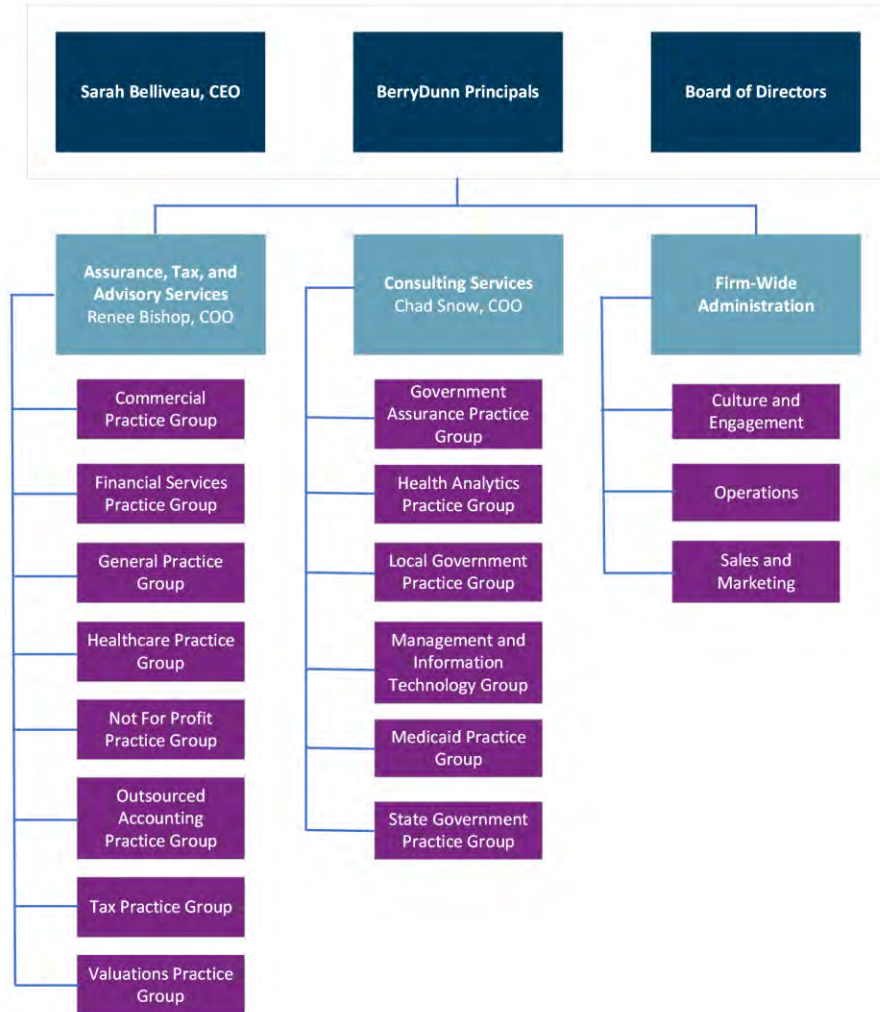 Sarah Belliveau, CEO
BerryDunn Principals
Board of Directors
Assurance, Tax, and
Advisory Services
Renee Bishop, COO
Consulting Services
Chad Snow, COO
Firm-Wide
Administration
Commercial
Practice Group
Financial Services
Practice Group
General Practice
Group
Healthcare Practice
Group
Not For Profit
Practice Group
Outsourced
Accounting
Practice Group
Tax Practice Group
Valuations Practice
Group
Government
Assurance Practice
Group
Health Analytics
Practice Group
Local Government
Practice Group
Management and
Information
Technology Group
Medicaid Practice
Group
State Government
Practice Group
Culture and
Engagement
Operations
Sales and
Marketing